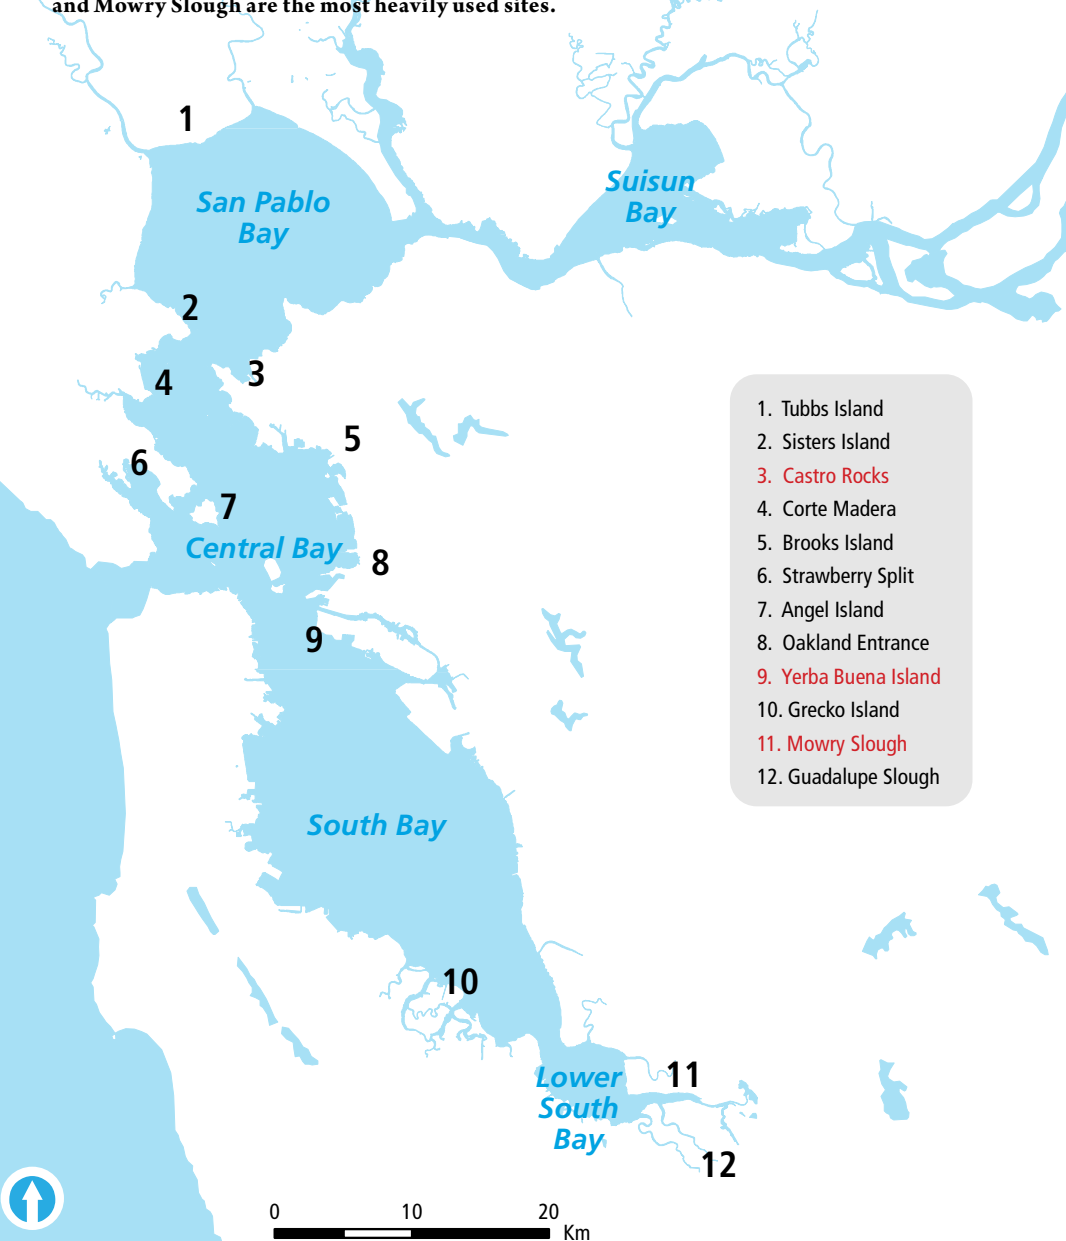 and Mowry Slough are the most heavily used sites.
1
San Pablo
Bay
Suisun
Bay
2
3
4
5
6
7
Central Bay
8
9
1. Tubbs Island
2. Sisters Island
3. Castro Rocks
4. Corte Madera
5. Brooks Island
6. Strawberry Split
7. Angel Island
8. Oakland Entrance
9. Yerba Buena Island
10. Grecko Island
11. Mowry Slough
12. Guadalupe Slough
South Bay
10
Lower
South
Bay
11
12
0 10 20
Km